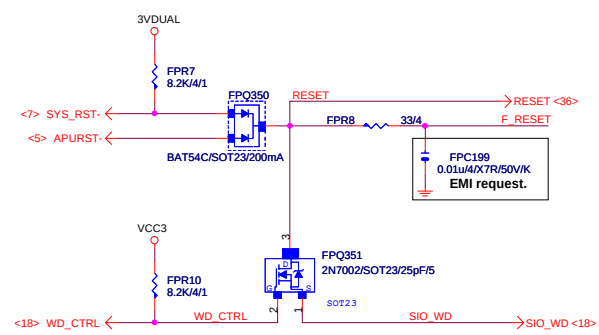 3VDUAL
FPR7
8.2K/4/1
FPQ350
<7> SYS_RST-
<5> APURST-
BAT54C/SOT23/200mA
RESET
RESET <36>
FPR8
33/4
F_RESET
FPC199
0.01u/4/X7R/50V/K
EMI request.
VCC3
FPR10
8.2K/4/1
3
FPQ351
2N7002/SOT23/25pF/5
D
G
S
SOT23
2
1
<18> WD_CTRL
WD_CTRL
SIO_WD
SIO_WD <18>